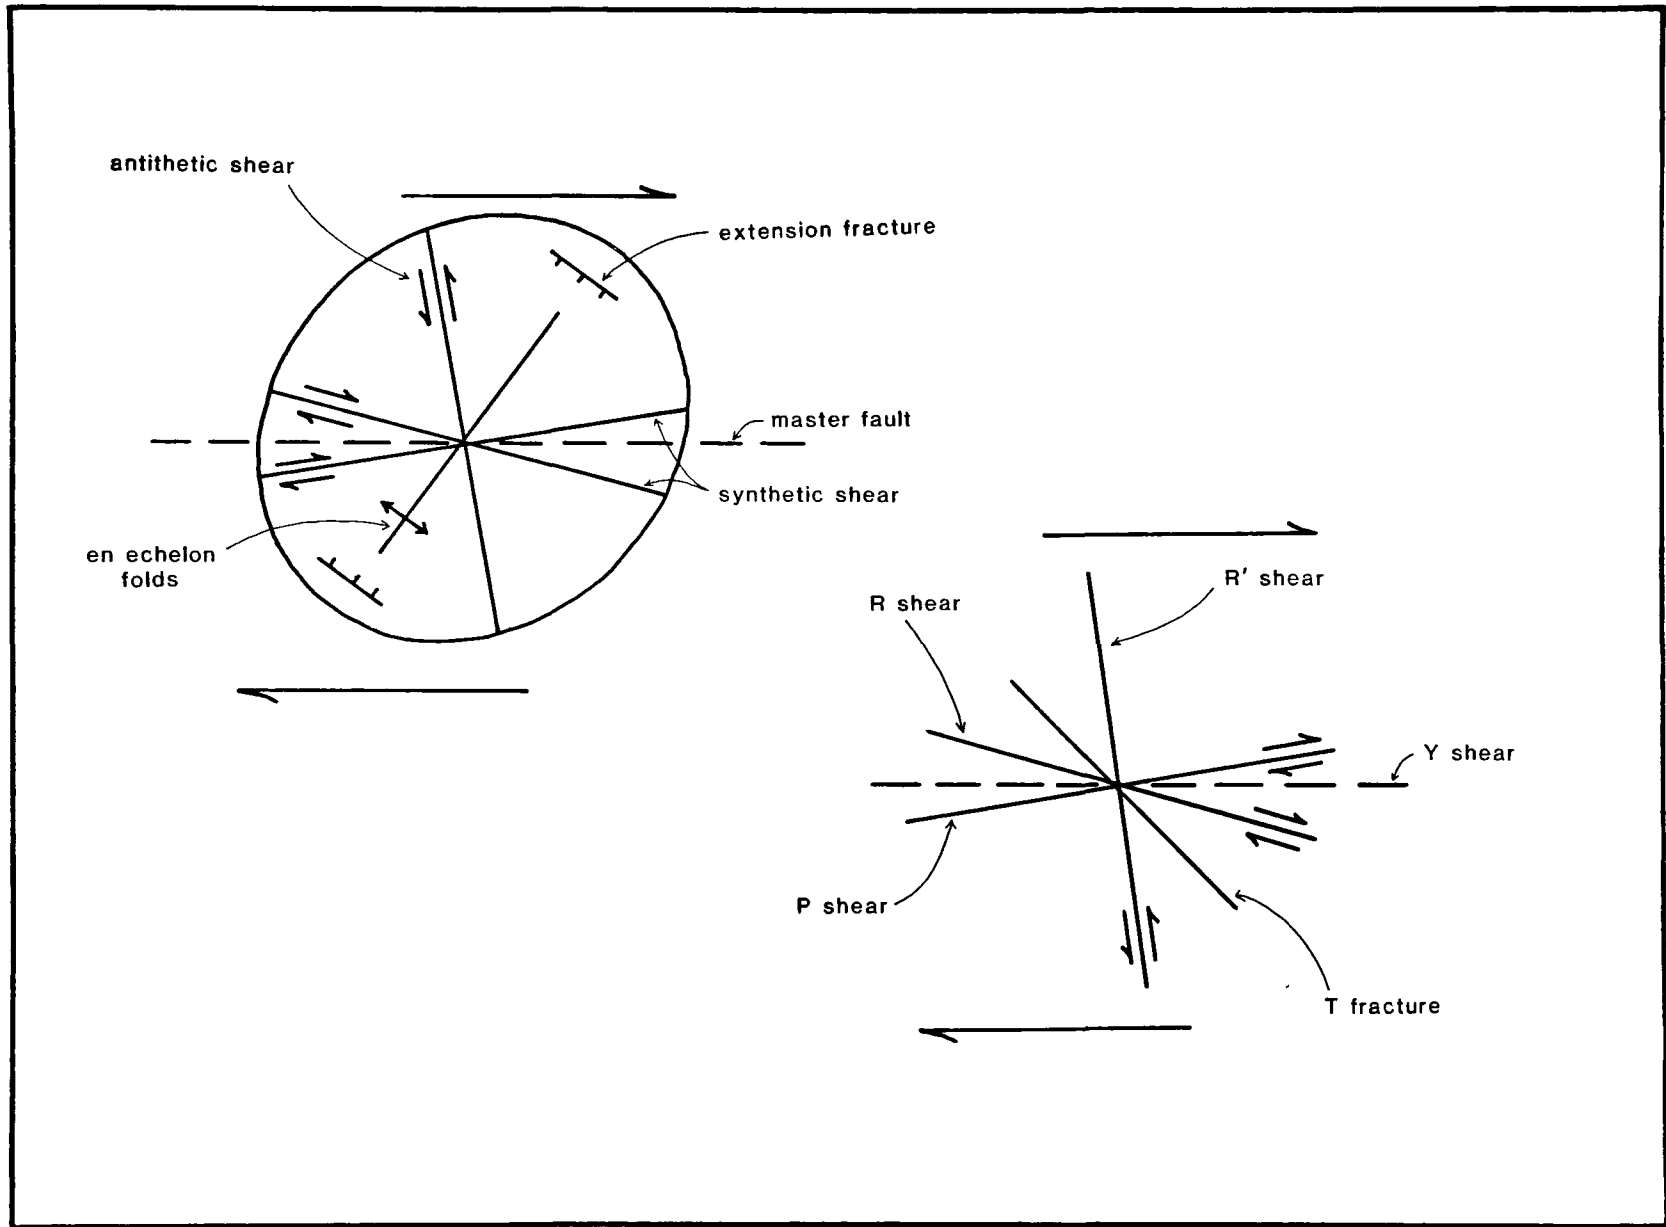 antithetic shear
extension fracture
master fault
synthetic shear
en echelon
folds
R' shear
R shear
Y shear
P shear
T fracture